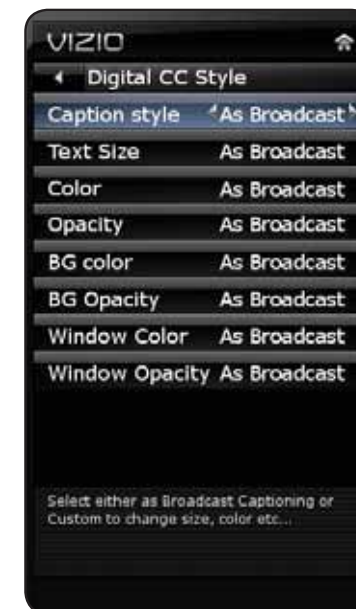 VIZIO
Digital CC Style
Caption style As Broadcast
Text Size As Broadcast
Color As Broadcast
Opacity As Broadcast
BG color As Broadcast
BG Opacity As Broadcast
Window Color As Broadcast
Window Opacity As Broadcast
Select either as Broadcast Captioning or
Custom to change size, color etc...